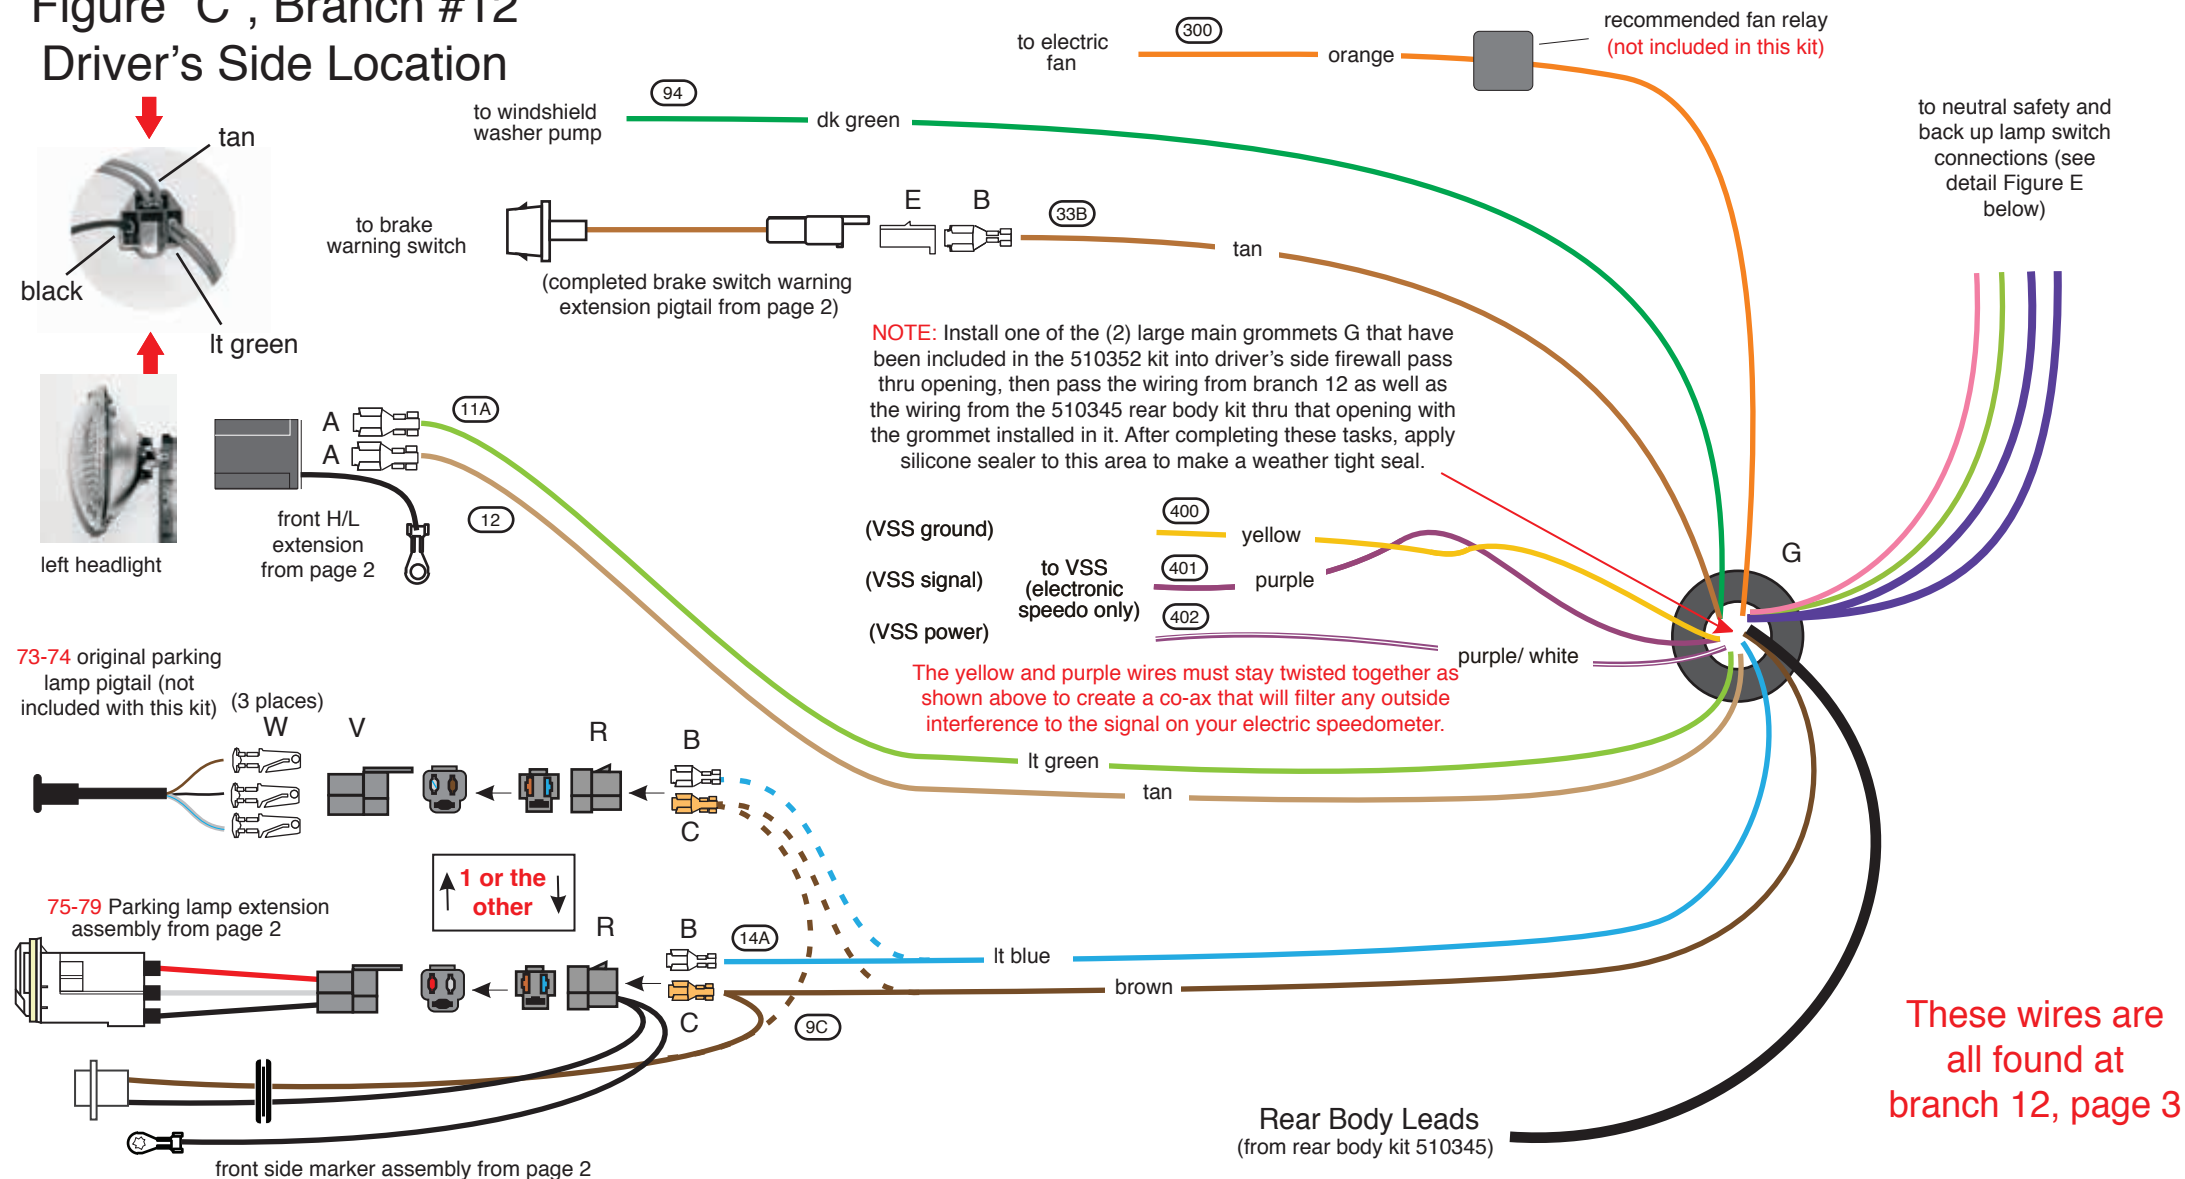 Figure "C", Branch #12
Driver's Side Location
tan
black
lt green
left headlight
to electric
fan
300
orange
recommended fan relay
(not included in this kit)
to windshield
washer pump
94
dk green
to neutral safety and
back up lamp switch
connections (see
detail Figure E
below)
to brake
warning switch
E
B
33B
tan
(completed brake switch warning
extension pigtail from page 2)
NOTE: Install one of the (2) large main grommets G that have
been included in the 510352 kit into driver's side firewall pass
thru opening, then pass the wiring from branch 12 as well as
the wiring from the 510345 rear body kit thru that opening with
the grommet installed in it. After completing these tasks, apply
silicone sealer to this area to make a weather tight seal.
A
11A
A
12
front H/L
extension
from page 2
(VSS ground)
400
yellow
(VSS signal)
to VSS
(electronic
speedo only)
401
purple
(VSS power)
402
purple/ white
G
The yellow and purple wires must stay twisted together as
shown above to create a co-ax that will filter any outside
interference to the signal on your electric speedometer.
lt green
tan
73-74 original parking
lamp pigtail (not
included with this kit)
(3 places)
W
V
R
B
C
1 or the
other
75-79 Parking lamp extension
assembly from page 2
R
B
14A
lt blue
C
9C
brown
front side marker assembly from page 2
Rear Body Leads
(from rear body kit 510345)
These wires are
all found at
branch 12, page 3